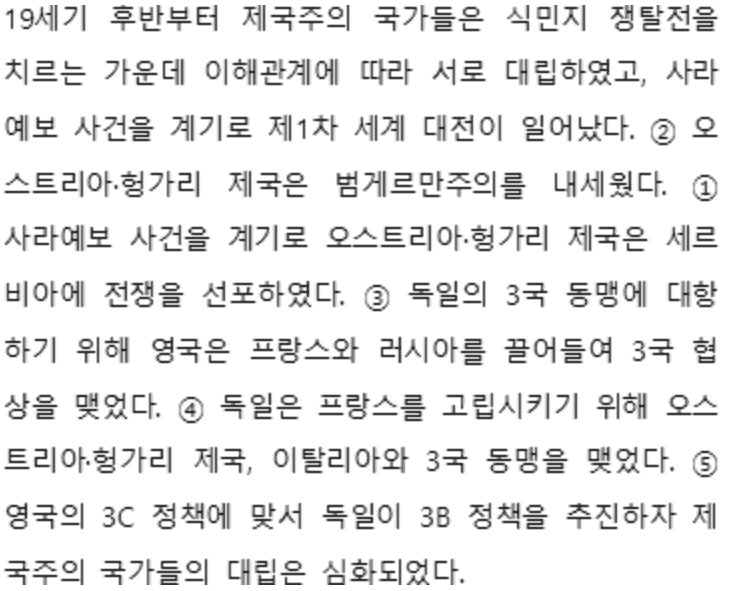 19세기 후반부터 제국주의 국가들은 식민지 쟁탈전을
치르는 가운데 이해관계에 따라 서로 대립하였고, 사라
예보 사건을 계기로 제1차 세계 대전이 일어났다. ② 오
스트리아·헝가리 제국은 범게르만주의를 내세웠다. ①
사라예보 사건을 계기로 오스트리아·헝가리 제국은 세르
비아에 전쟁을 선포하였다. ③ 독일의 3국 동맹에 대항
하기 위해 영국은 프랑스와 러시아를 끌어들여 3국 협
상을 맺었다. ④ 독일은 프랑스를 고립시키기 위해 오스
트리아·헝가리 제국, 이탈리아와 3국 동맹을 맺었다. ⑤
영국의 3C 정책에 맞서 독일이 3B 정책을 추진하자 제
국주의 국가들의 대립은 심화되었다.